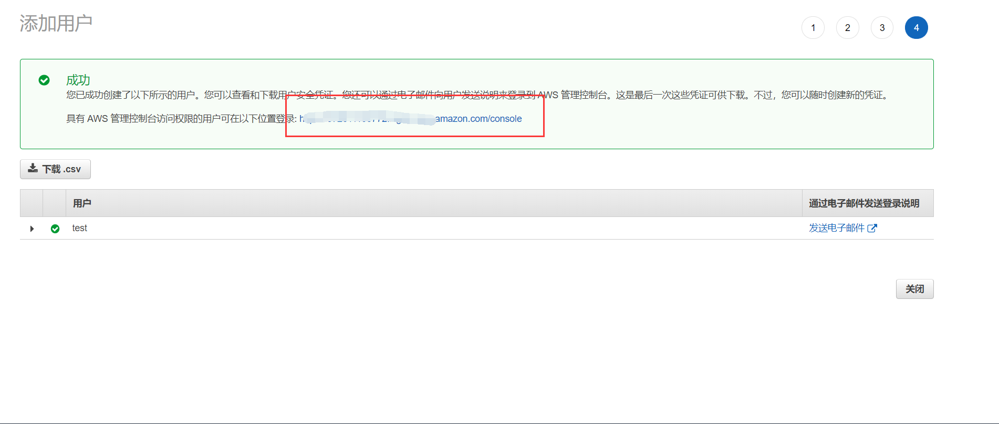 添加用户
1 2 3 4
成功
您已成功创建了以下所示的用户。您可以查看和下载用户安全凭证。您还可以通过电子邮件向用户发送说明来登录到 AWS 管理控制台。这是最后一次这些凭证可供下载。不过，您可以随时创建新的凭证。
具有 AWS 管理控制台访问权限的用户可在以下位置登录: amazon.com/console
下载 .csv
用户 通过电子邮件发送登录说明
test 发送电子邮件
关闭